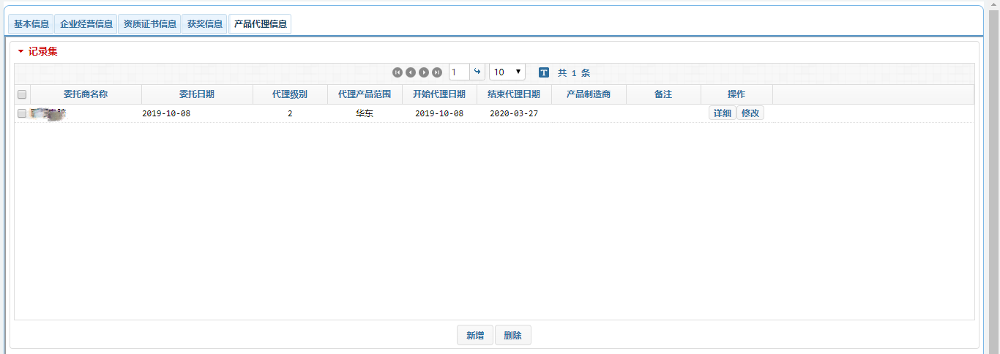 基本信息 企业经营信息 资质证书信息 获奖信息 产品代理信息
记录集
1 10 T 共 1 条
委托商名称 委托日期 代理级别 代理产品范围 开始代理日期 结束代理日期 产品制造商 备注 操作
2019-10-08 2 华东 2019-10-08 2020-03-27 详细 修改
新增 删除